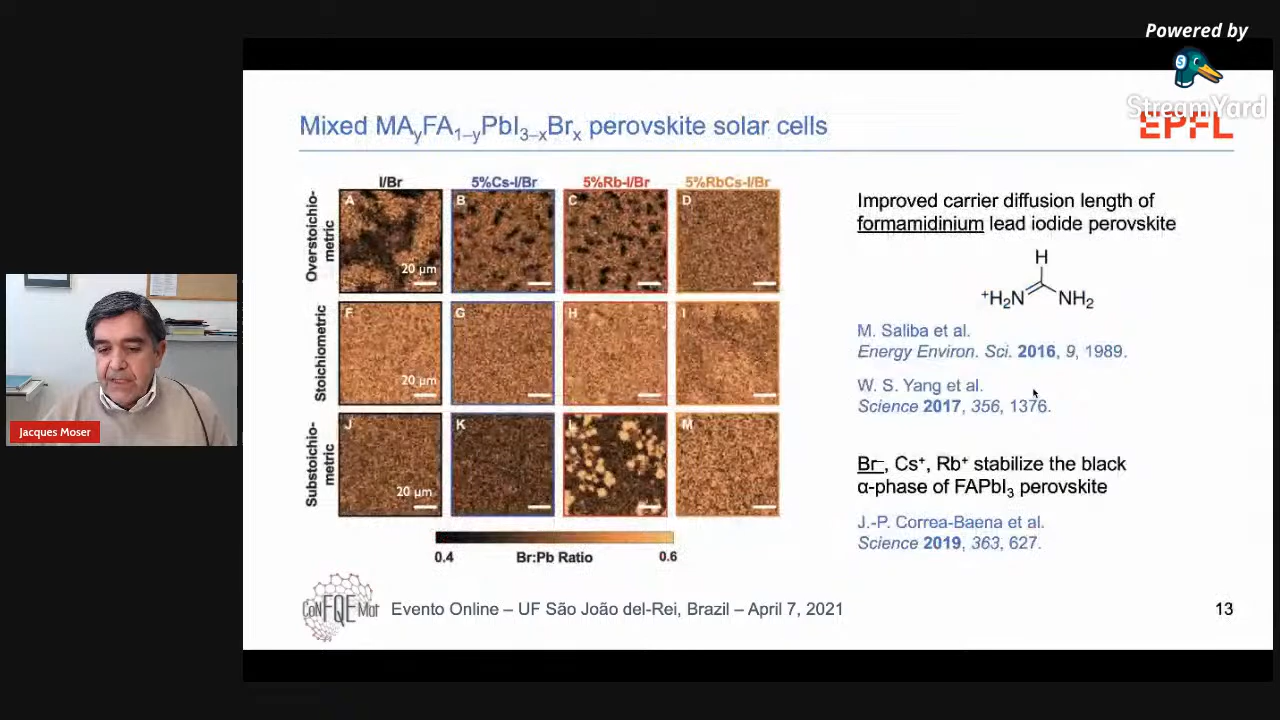 Powered by
StreamYard
EPFL
Mixed MAyFA1–yPbI3–xBrx perovskite solar cells
I/Br 5%Cs-I/Br 5%Rb-I/Br 5%RbCs-I/Br
Overstoichio-
metric
A B C D
20 µm
Stoichiometric
F G H I
20 µm
Substoichio-
metric
J K L M
20 µm
0.4 Br:Pb Ratio 0.6
Improved carrier diffusion length of
formamidinium lead iodide perovskite
H
+H2N NH2
M. Saliba et al.
Energy Environ. Sci. 2016, 9, 1989.
W. S. Yang et al.
Science 2017, 356, 1376.
Br–, Cs+, Rb+ stabilize the black
α-phase of FAPbI3 perovskite
J.-P. Correa-Baena et al.
Science 2019, 363, 627.
Jacques Moser
CoNFQEMat
Evento Online – UF São João del-Rei, Brazil – April 7, 2021
13